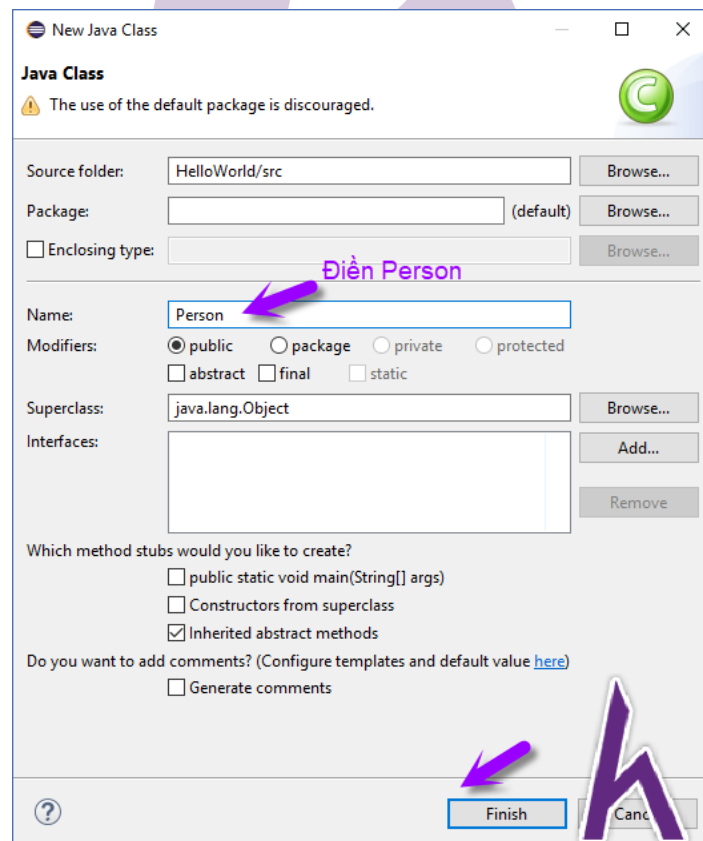 New Java Class
Java Class
The use of the default package is discouraged.
Source folder: HelloWorld/src Browse...
Package: (default) Browse...
Enclosing type: Browse...
Điền Person
Name: Person
Modifiers: public package private protected
abstract final static
Superclass: java.lang.Object Browse...
Interfaces: Add...
Remove
Which method stubs would you like to create?
public static void main(String[] args)
Constructors from superclass
Inherited abstract methods
Do you want to add comments? (Configure templates and default value here)
Generate comments
Finish